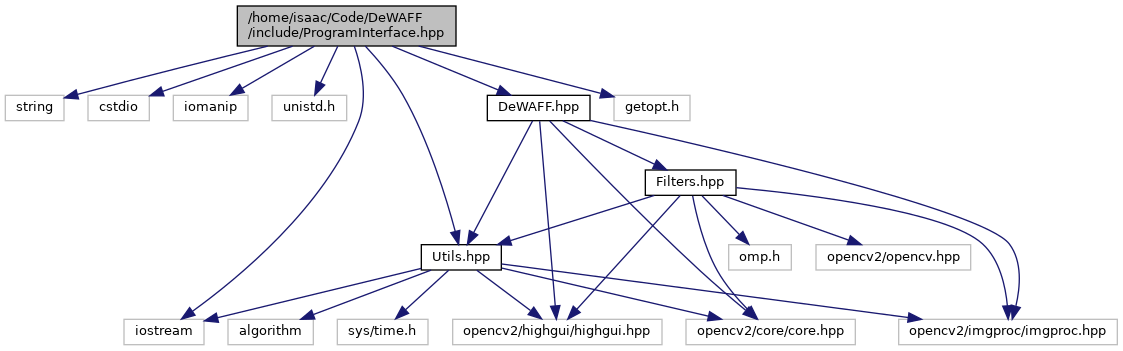 /home/isaac/Code/DeWAFF
/include/ProgramInterface.hpp
string
cstdio
iomanip
unistd.h
DeWAFF.hpp
getopt.h
Filters.hpp
Utils.hpp
omp.h
opencv2/opencv.hpp
iostream
algorithm
sys/time.h
opencv2/highgui/highgui.hpp
opencv2/core/core.hpp
opencv2/imgproc/imgproc.hpp